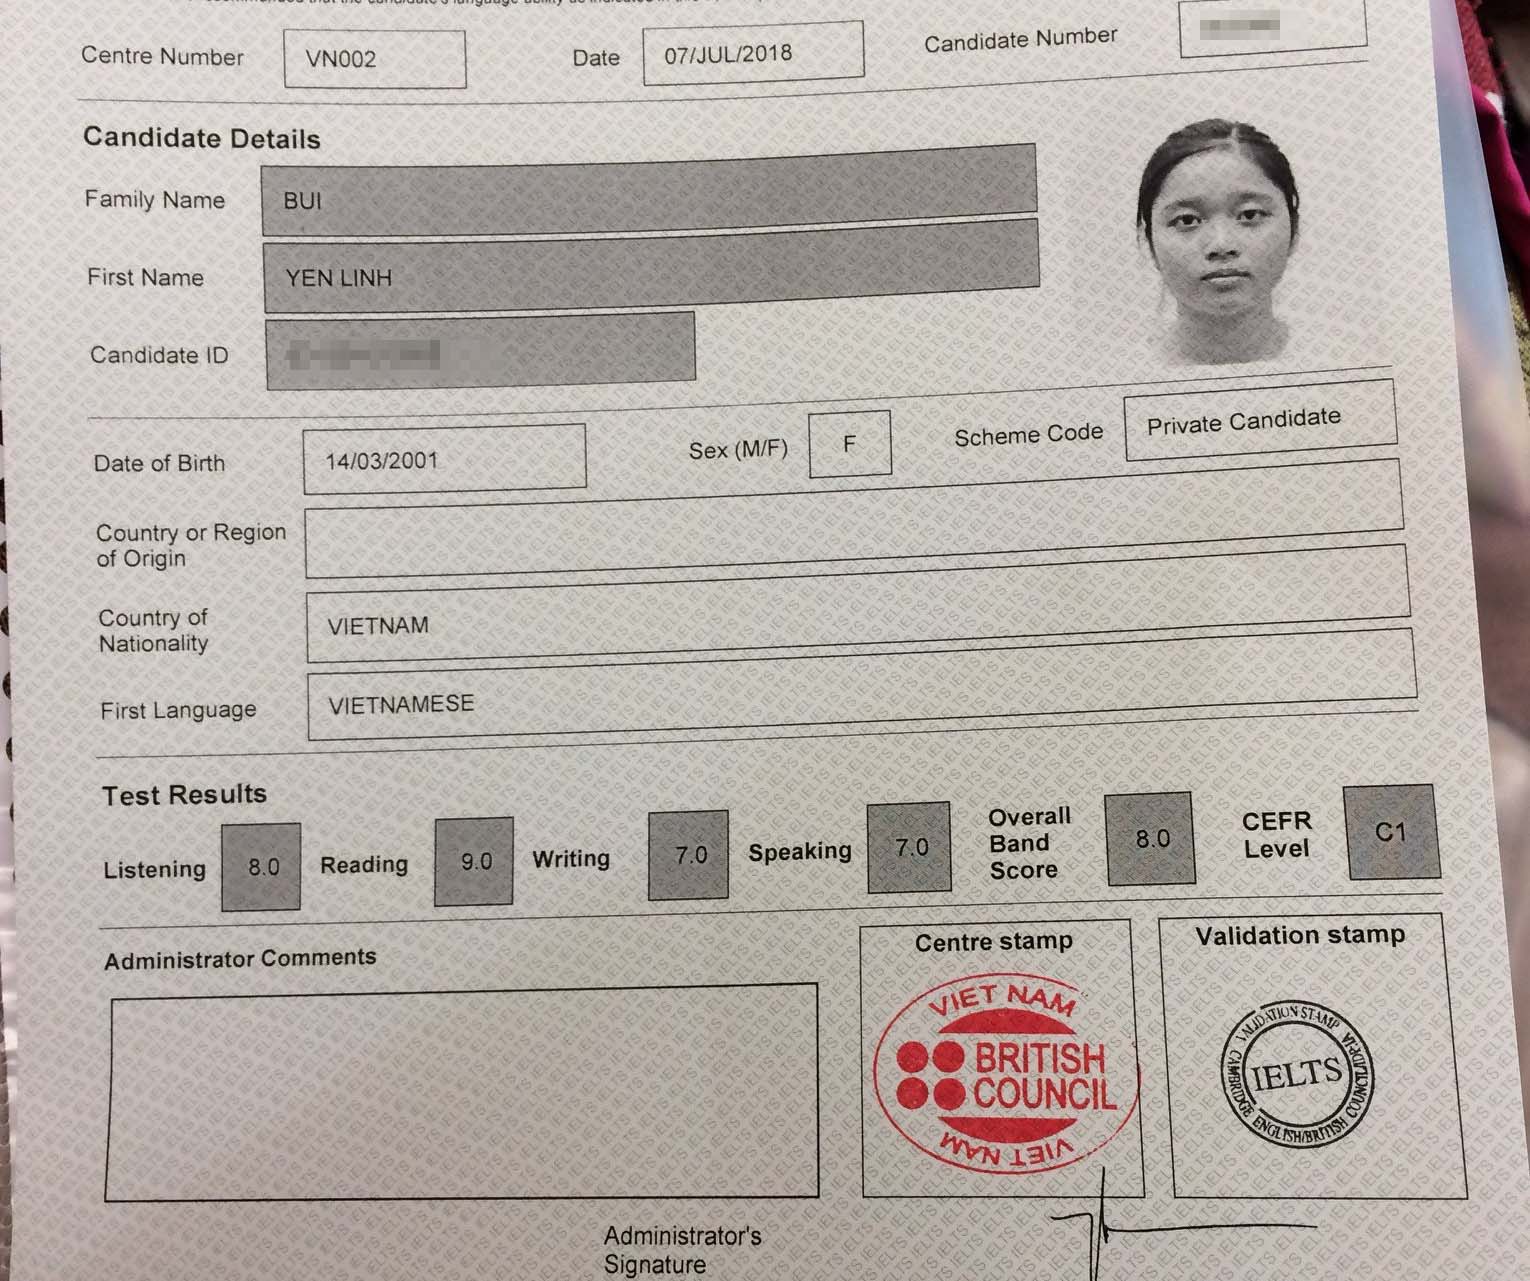 Centre Number VN002 Date 07/JUL/2018 Candidate Number
Candidate Details
Family Name BUI
First Name YEN LINH
Candidate ID
Date of Birth 14/03/2001 Sex (M/F) F Scheme Code Private Candidate
Country or Region
of Origin
Country of
Nationality VIETNAM
First Language VIETNAMESE
Test Results
Listening 8.0 Reading 9.0 Writing 7.0 Speaking 7.0 Overall Band Score 8.0 CEFR Level C1
Administrator Comments
Centre stamp
VIET NAM
BRITISH
COUNCIL
VIET NAM
Validation stamp
VALIDATION STAMP
IELTS
CAMBRIDGE ENGLISH/BRITISH COUNCIL/IDP:IA
Administrator's
Signature